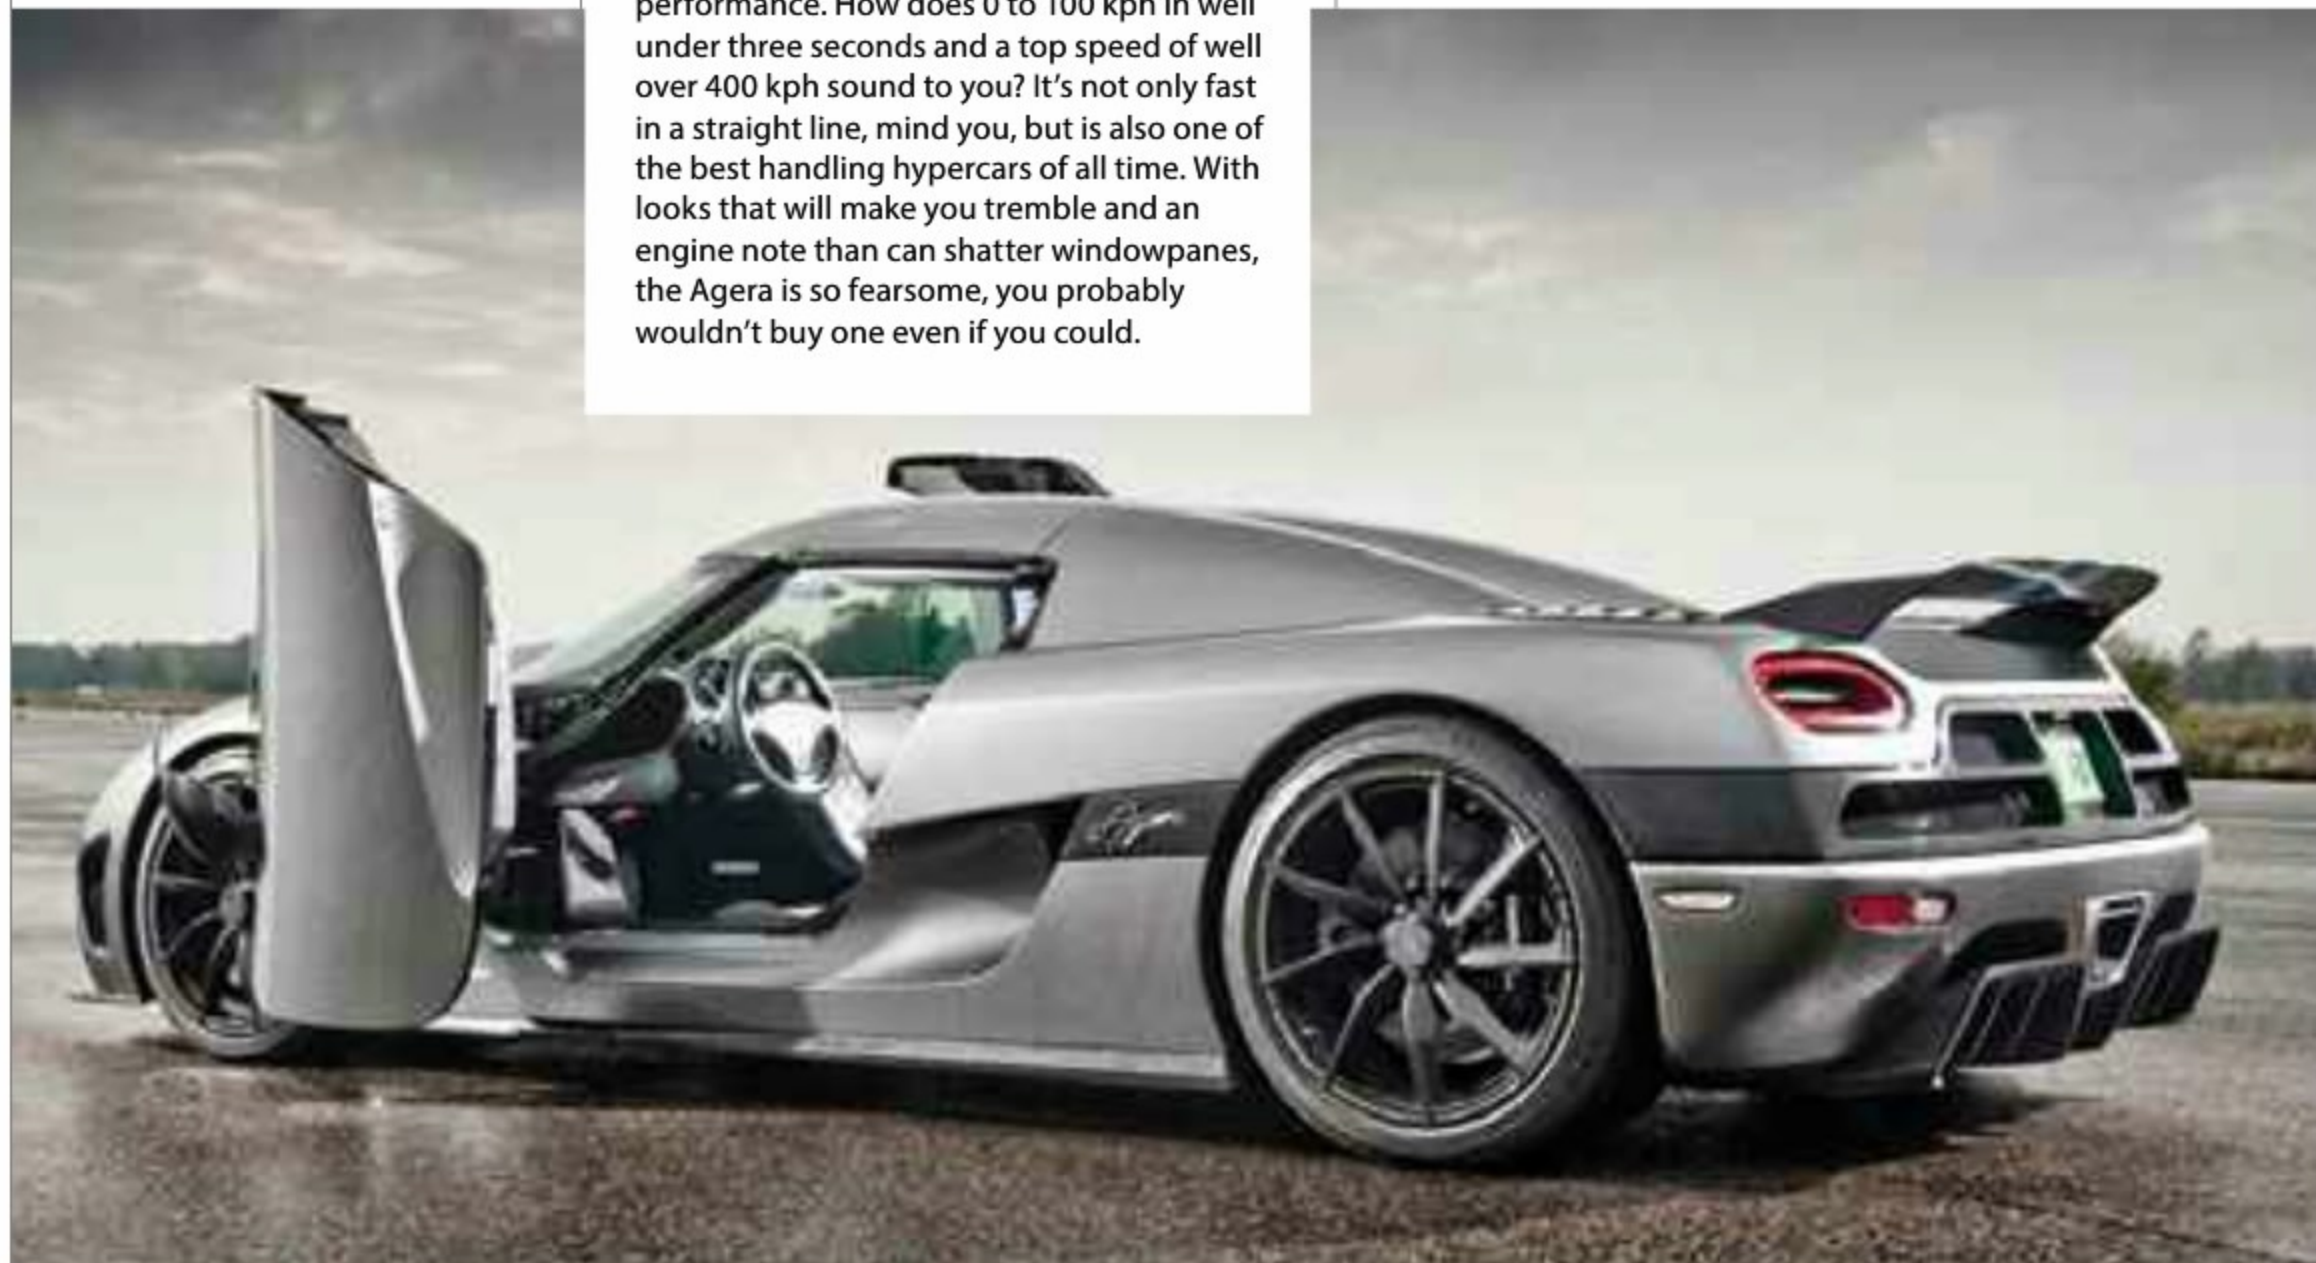 performance. How does 0 to 100 kph in well
under three seconds and a top speed of well
over 400 kph sound to you? It's not only fast
in a straight line, mind you, but is also one of
the best handling hypercars of all time. With
looks that will make you tremble and an
engine note than can shatter windowpanes,
the Agera is so fearsome, you probably
wouldn't buy one even if you could.